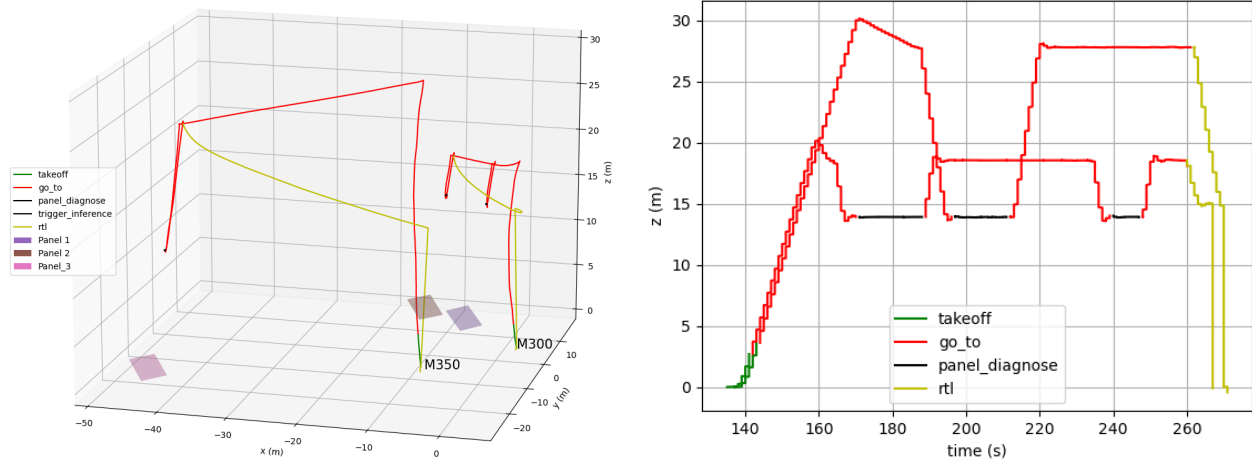 takeoff
go_to
panel_diagnose
trigger_inference
rtl
Panel 1
Panel 2
Panel_3
M350
M300
−50
−40
−30
−20
−10
0
x (m)
−20
−10
0
10
y (m)
0
5
10
15
20
25
30
z (m)
30
25
20
15
10
5
0
z (m)
140
160
180
200
220
240
260
time (s)
takeoff
go_to
panel_diagnose
rtl